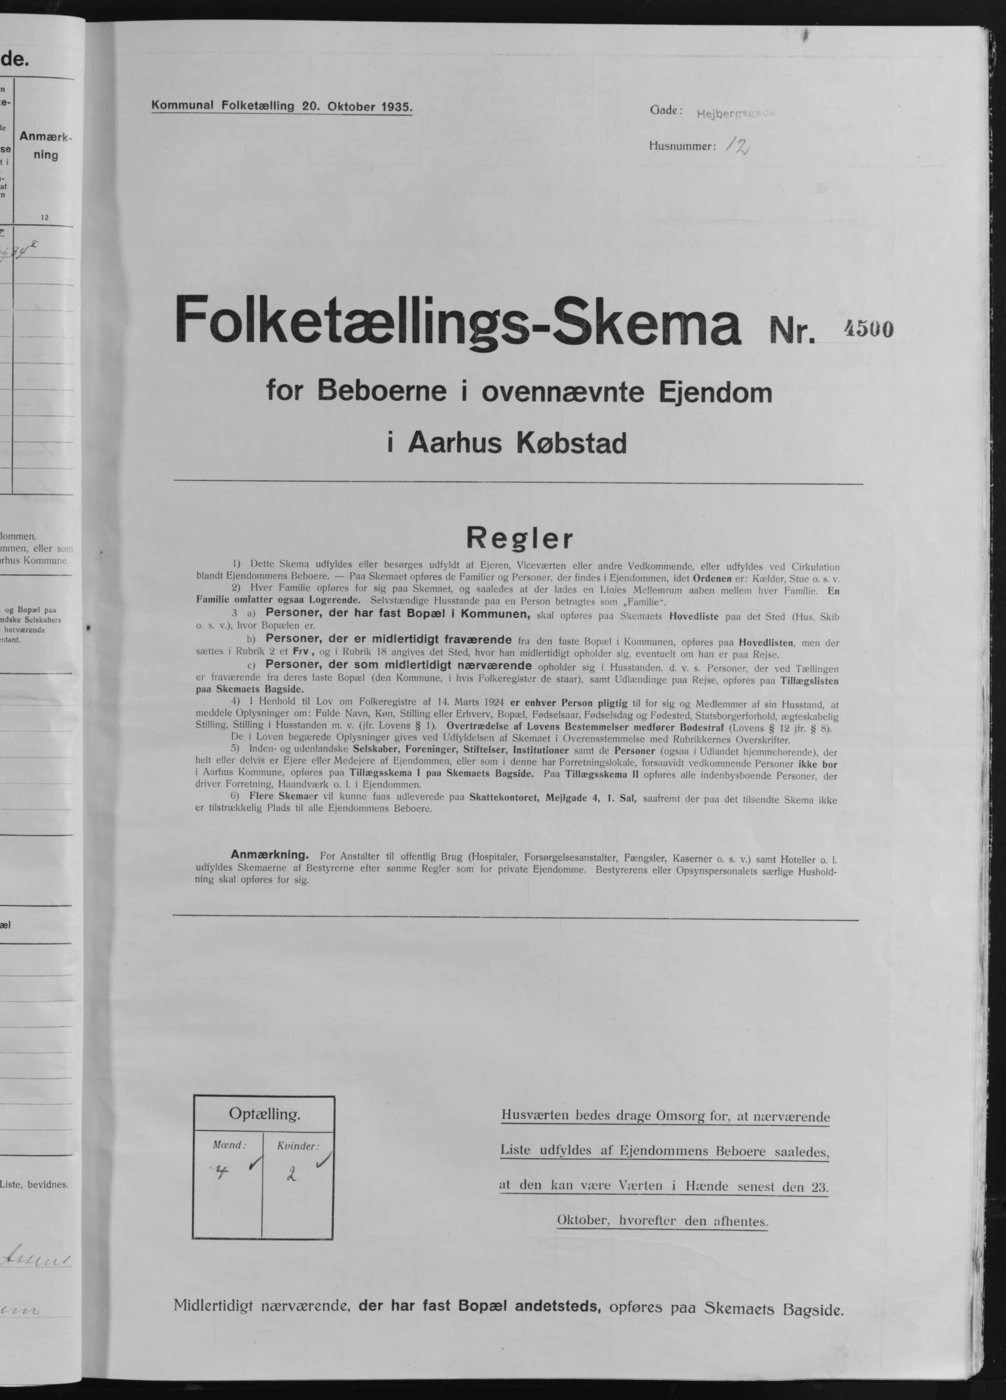 de.
Anmærk-
ning
12
Kommunal Folketælling 20. Oktober 1935.
Gade: Hejbergsgade
Husnummer: 12
Folketællings-Skema Nr. 4500
for Beboerne i ovennævnte Ejendom
i Aarhus Købstad
Regler
1) Dette Skema udfyldes eller besørges udfyldt af Ejeren, Viceværten eller andre Vedkommende, eller udfyldes ved Cirkulation
blandt Ejendommens Beboere. — Paa Skemaet opføres de Familier og Personer, der findes i Ejendommen, idet Ordenen er: Kælder, Stue o. s. v.
2) Hver Familie opføres for sig paa Skemaet, og saaledes at der lades en Linies Mellemrum aaben mellem hver Familie. En
Familie omfatter ogsaa Logerende. Selvstændige Husstande paa en Person betragtes som „Familie“.
3 a) Personer, der har fast Bopæl i Kommunen, skal opføres paa Skemaets Hovedliste paa det Sted (Hus, Skib
o. s. v.), hvor Bopælen er.
b) Personer, der er midlertidigt fraværende fra den faste Bopæl i Kommunen, opføres paa Hovedlisten, men der
sættes i Rubrik 2 et Frv., og i Rubrik 18 angives det Sted, hvor han midlertidigt opholder sig, eventuelt om han er paa Rejse.
c) Personer, der som midlertidigt nærværende opholder sig i Husstanden, d. v. s. Personer, der ved Tællingen
er fraværende fra deres faste Bopæl (den Kommune, i hvis Folkeregister de staar), samt Udlændinge paa Rejse, opføres paa Tillægslisten
paa Skemaets Bagside.
4) I Henhold til Lov om Folkeregistre af 14. Marts 1924 er enhver Person pligtig til for sig og Medlemmer af sin Husstand, at
meddele Oplysninger om: Fulde Navn, Køn, Stilling eller Erhverv, Bopæl, Fødselsaar, Fødselsdag og Fødested, Statsborgerforhold, ægteskabelig
Stilling, Stilling i Husstanden m. v. (jfr. Lovens § 1). Overtrædelse af Lovens Bestemmelser medfører Bødestraf (Lovens § 12 jfr. § 8).
De i Loven begærede Oplysninger gives ved Udfyldelsen af Skemaet i Overensstemmelse med Rubrikkernes Overskrifter.
5) Inden- og udenlandske Selskaber, Foreninger, Stiftelser, Institutioner samt de Personer (ogsaa i Udlandet hjemmehørende), der
helt eller delvis er Ejere eller Medejere af Ejendommen, eller som i denne har Forretningslokale, forsaavidt vedkommende Personer ikke bor
i Aarhus Kommune, opføres paa Tillægsskema I paa Skemaets Bagside. Paa Tillægsskema II opføres alle indenbysboende Personer, der
driver Forretning, Haandværk o. l. i Ejendommen.
6) Flere Skemaer vil kunne faas udleverede paa Skattekontoret, Mejlgade 4, 1. Sal, saafremt der paa det tilsendte Skema ikke
er tilstrækkelig Plads til alle Ejendommens Beboere.
Anmærkning. For Anstalter til offentlig Brug (Hospitaler, Forsørgelsesanstalter, Fængsler, Kaserner o. s. v.) samt Hoteller o. l.
udfyldes Skemaerne af Bestyrerne efter samme Regler som for private Ejendomme. Bestyrerens eller Opsynspersonalets særlige Hushold-
ning skal opføres for sig.
Optælling.
Mænd: Kvinder:
4 ✓ 2 ✓
Husværten bedes drage Omsorg for, at nærværende
Liste udfyldes af Ejendommens Beboere saaledes,
at den kan være Værten i Hænde senest den 23.
Oktober, hvorefter den afhentes.
Midlertidigt nærværende, der har fast Bopæl andetsteds, opføres paa Skemaets Bagside.
dommen.
mmen, eller som
rhus Kommune.
og Bopæl paa
ndske Selskabers
herværende
æl
Liste, bevidnes.